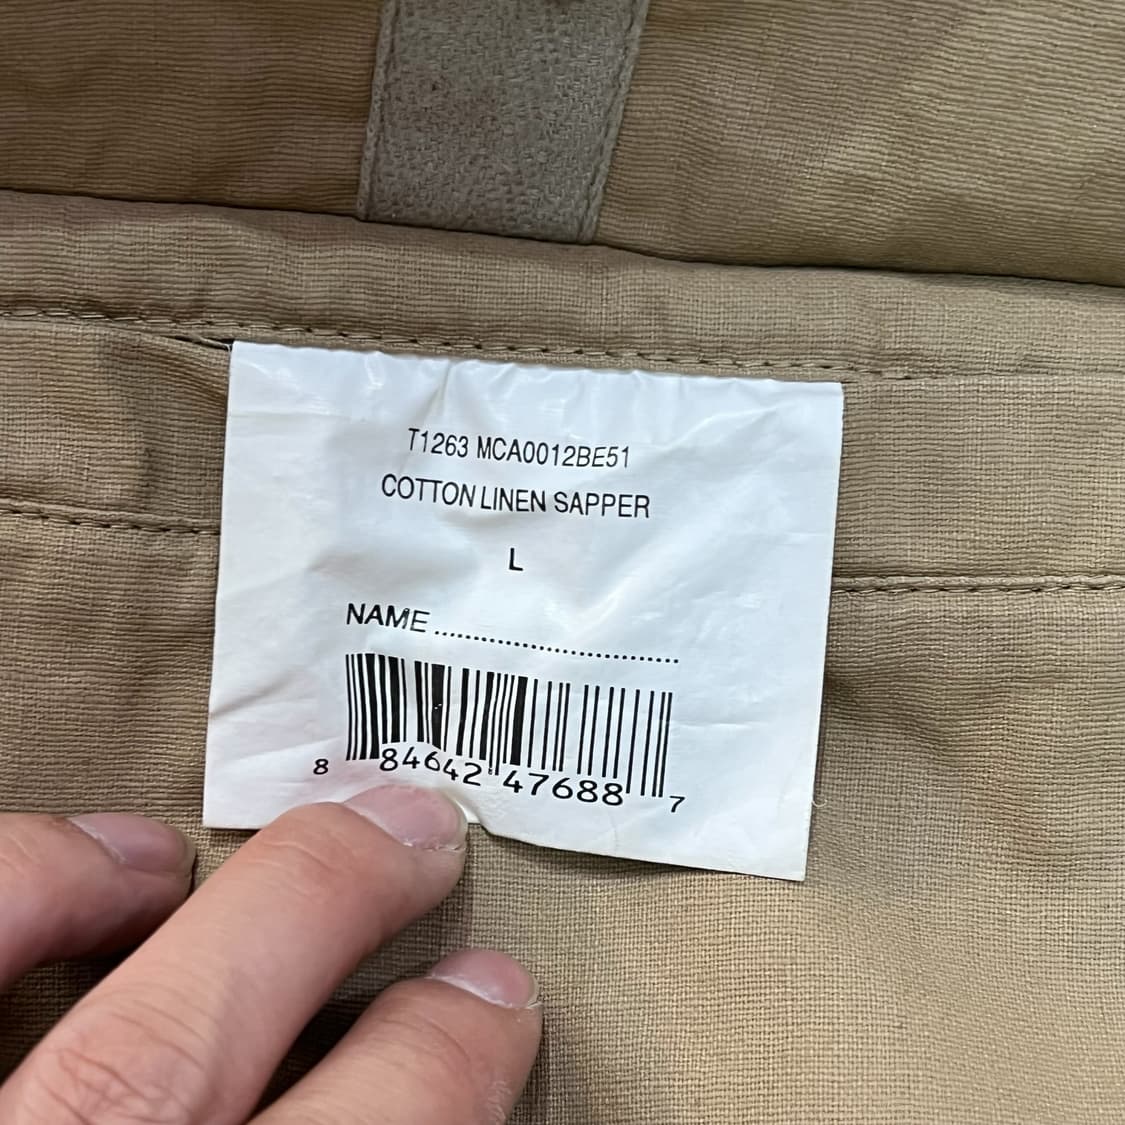 T1263 MCA0012BE51
COTTON LINEN SAPPER
L
NAME ...............................
8 84642 47688 7